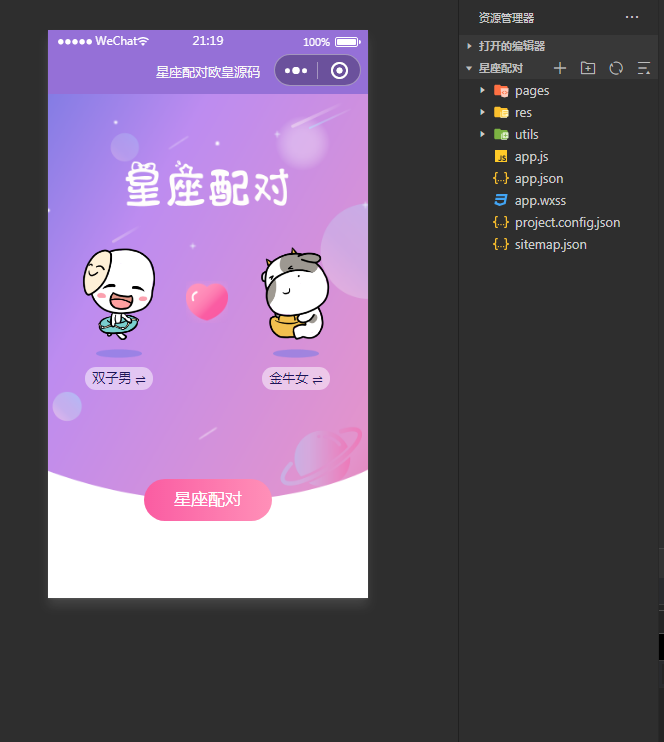 WeChat 21:19 100%
星座配对欧皇源码
星座配对
双子男 ⇌
金牛女 ⇌
星座配对
资源管理器
打开的编辑器
星座配对
pages
res
utils
app.js
app.json
app.wxss
project.config.json
sitemap.json